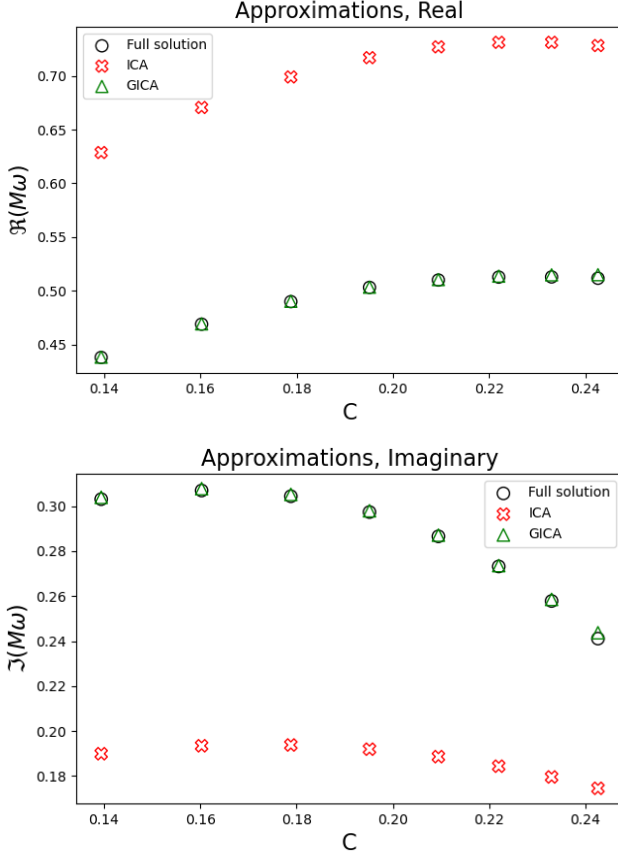 Approximations, Real
Full solution
ICA
GICA
ℜ(Mω)
0.70
0.65
0.60
0.55
0.50
0.45
0.14 0.16 0.18 0.20 0.22 0.24
C
Approximations, Imaginary
Full solution
ICA
GICA
ℑ(Mω)
0.30
0.28
0.26
0.24
0.22
0.20
0.18
0.14 0.16 0.18 0.20 0.22 0.24
C